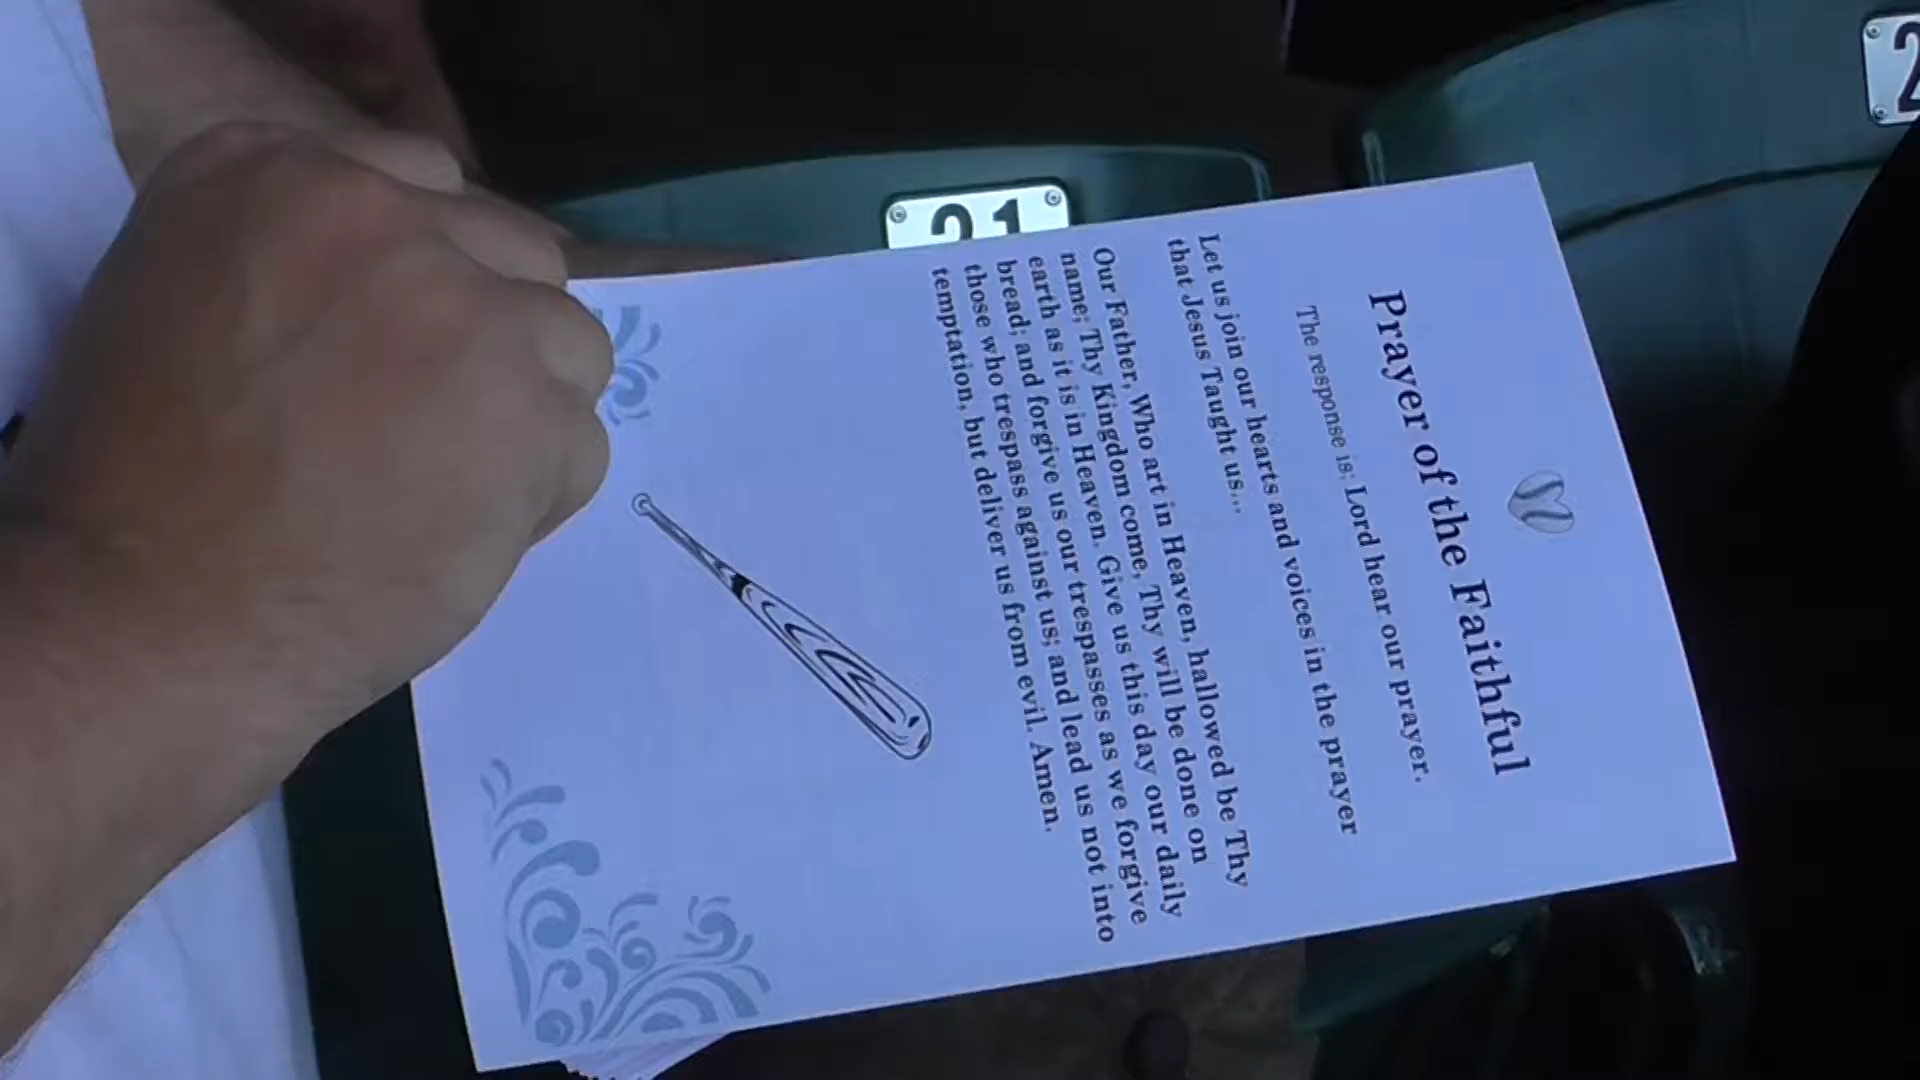 Prayer of the Faithful
The response is: Lord hear our prayer.
Let us join our hearts and voices in the prayer
that Jesus Taught us...
Our Father, Who art in Heaven, hallowed be Thy
name; Thy Kingdom come, Thy will be done on
earth as it is in Heaven. Give us this day our daily
bread; and forgive us our trespasses as we forgive
those who trespass against us; and lead us not into
temptation, but deliver us from evil. Amen.
21
2